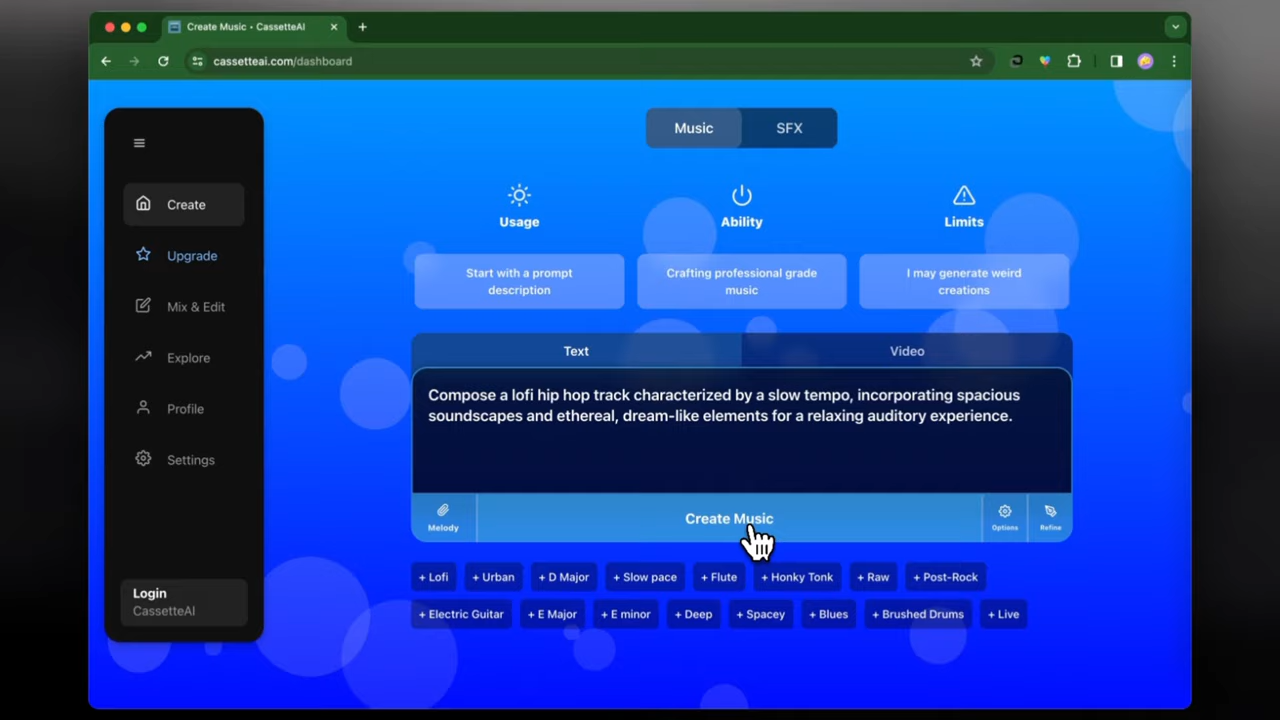 Create Music • CassetteAI
cassetteai.com/dashboard
Music
SFX
Create
Upgrade
Mix & Edit
Explore
Profile
Settings
Login
CassetteAI
Usage
Ability
Limits
Start with a prompt
description
Crafting professional grade
music
I may generate weird
creations
Text
Video
Compose a lofi hip hop track characterized by a slow tempo, incorporating spacious
soundscapes and ethereal, dream-like elements for a relaxing auditory experience.
Melody
Create Music
Options
Refine
+ Lofi
+ Urban
+ D Major
+ Slow pace
+ Flute
+ Honky Tonk
+ Raw
+ Post-Rock
+ Electric Guitar
+ E Major
+ E minor
+ Deep
+ Spacey
+ Blues
+ Brushed Drums
+ Live